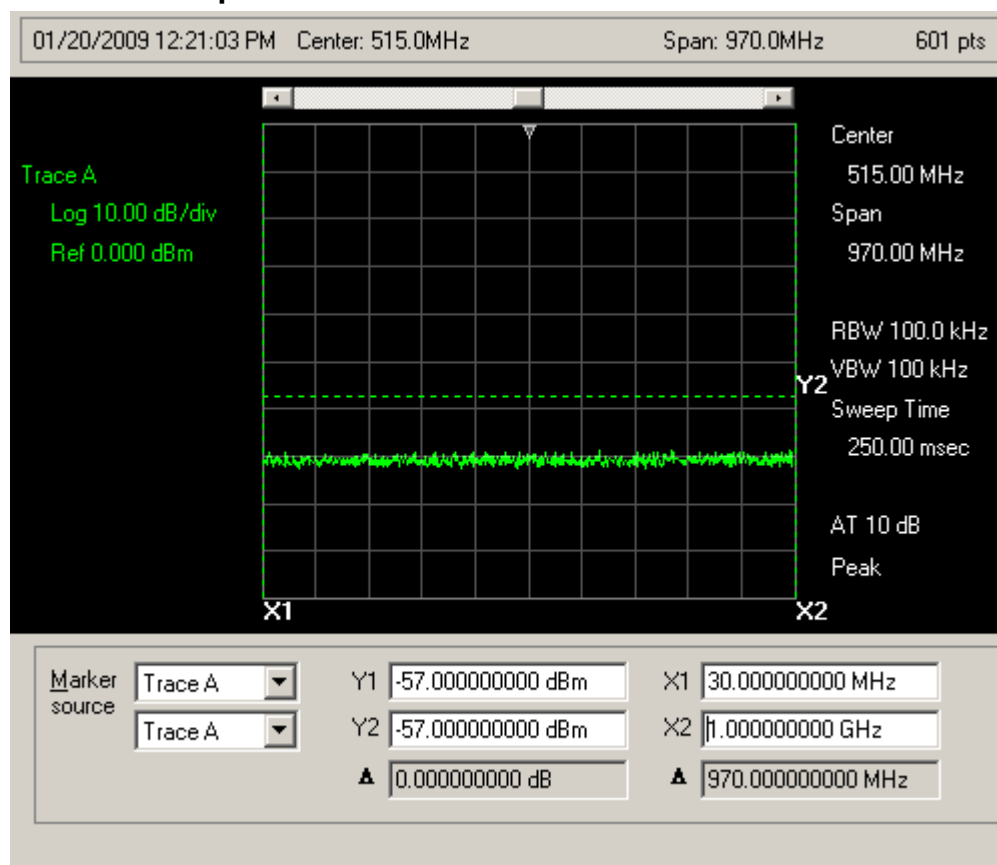 01/20/2009 12:21:03 PM Center: 515.0MHz Span: 970.0MHz 601 pts
Trace A
Log 10.00 dB/div
Ref 0.000 dBm
Center
515.00 MHz
Span
970.00 MHz
RBW 100.0 kHz
VBW 100 kHz
Y2
Sweep Time
250.00 msec
AT 10 dB
Peak
X1 X2
Marker source
Trace A
Trace A
Y1 -57.000000000 dBm X1 30.000000000 MHz
Y2 -57.000000000 dBm X2 1.000000000 GHz
Δ 0.000000000 dB Δ 970.000000000 MHz